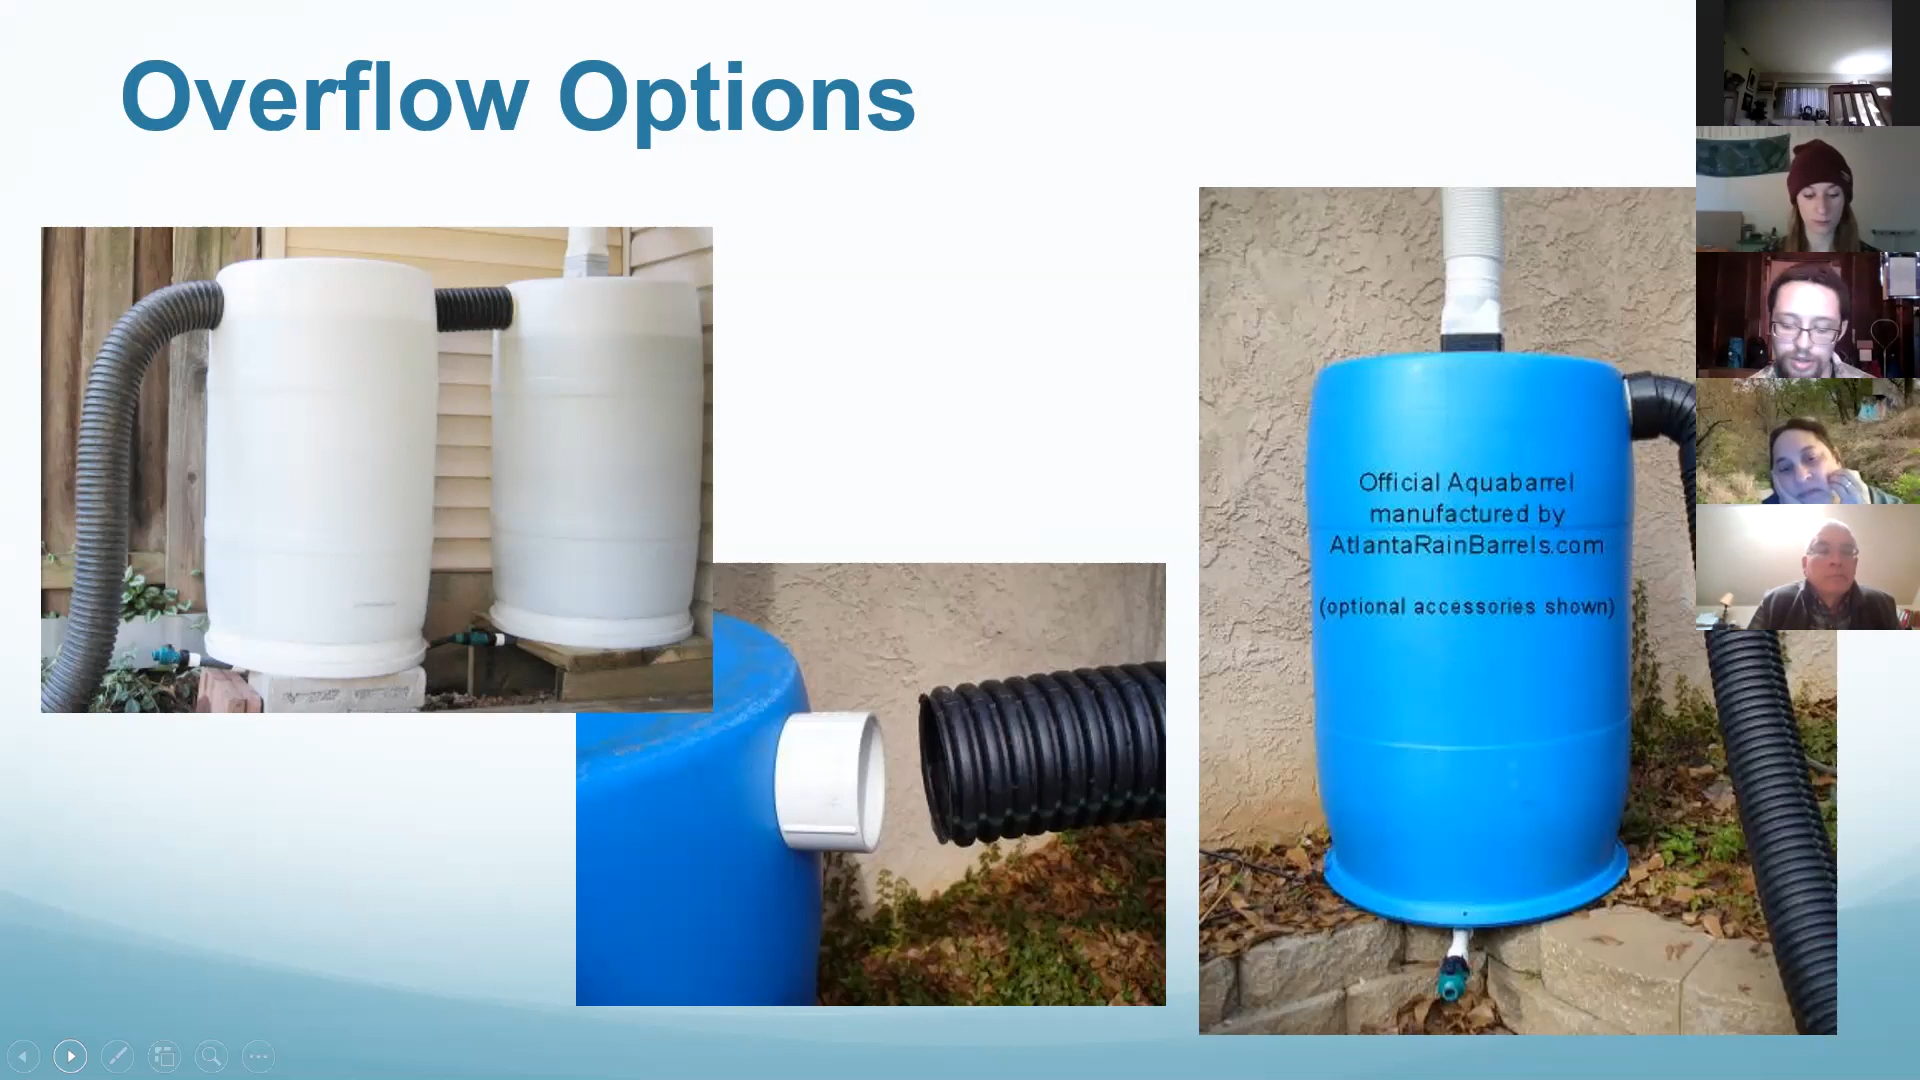 Overflow Options
Official Aquabarrel
manufactured by
AtlantaRainBarrels.com
(optional accessories shown)